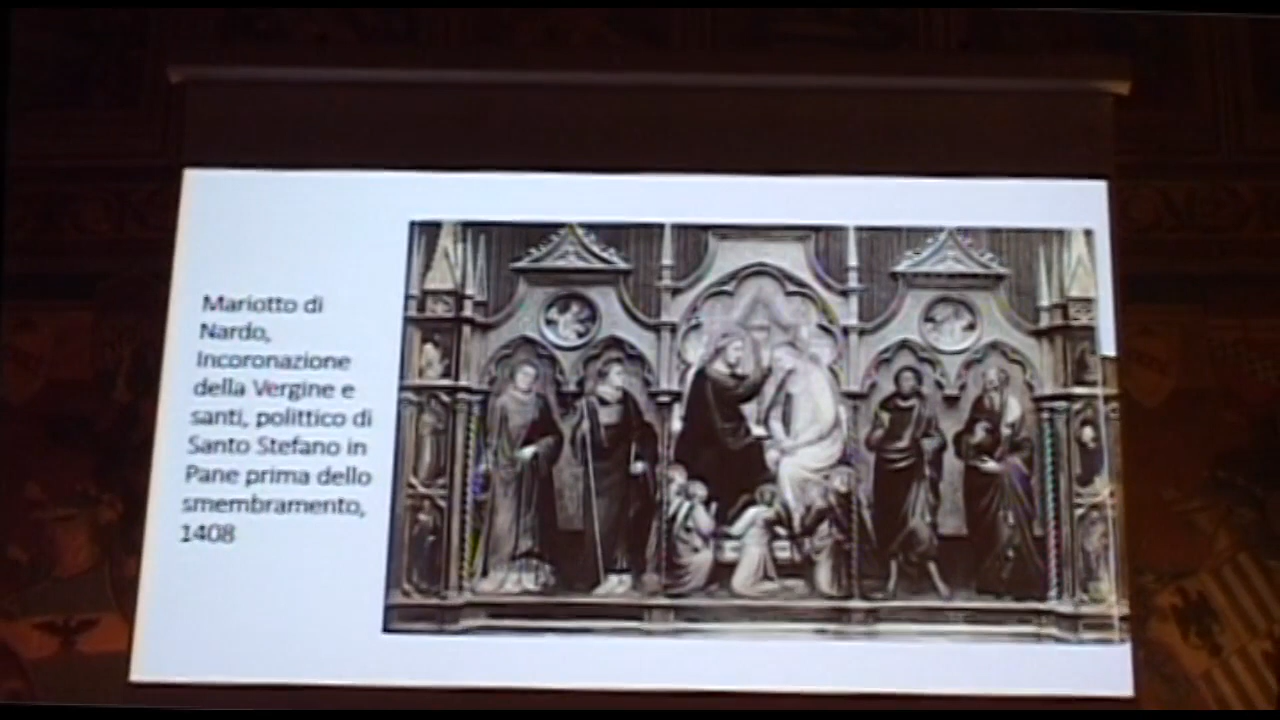 Mariotto di
Nardo,
Incoronazione
della Vergine e
santi, polittico di
Santo Stefano in
Pane prima dello
smembramento,
1408